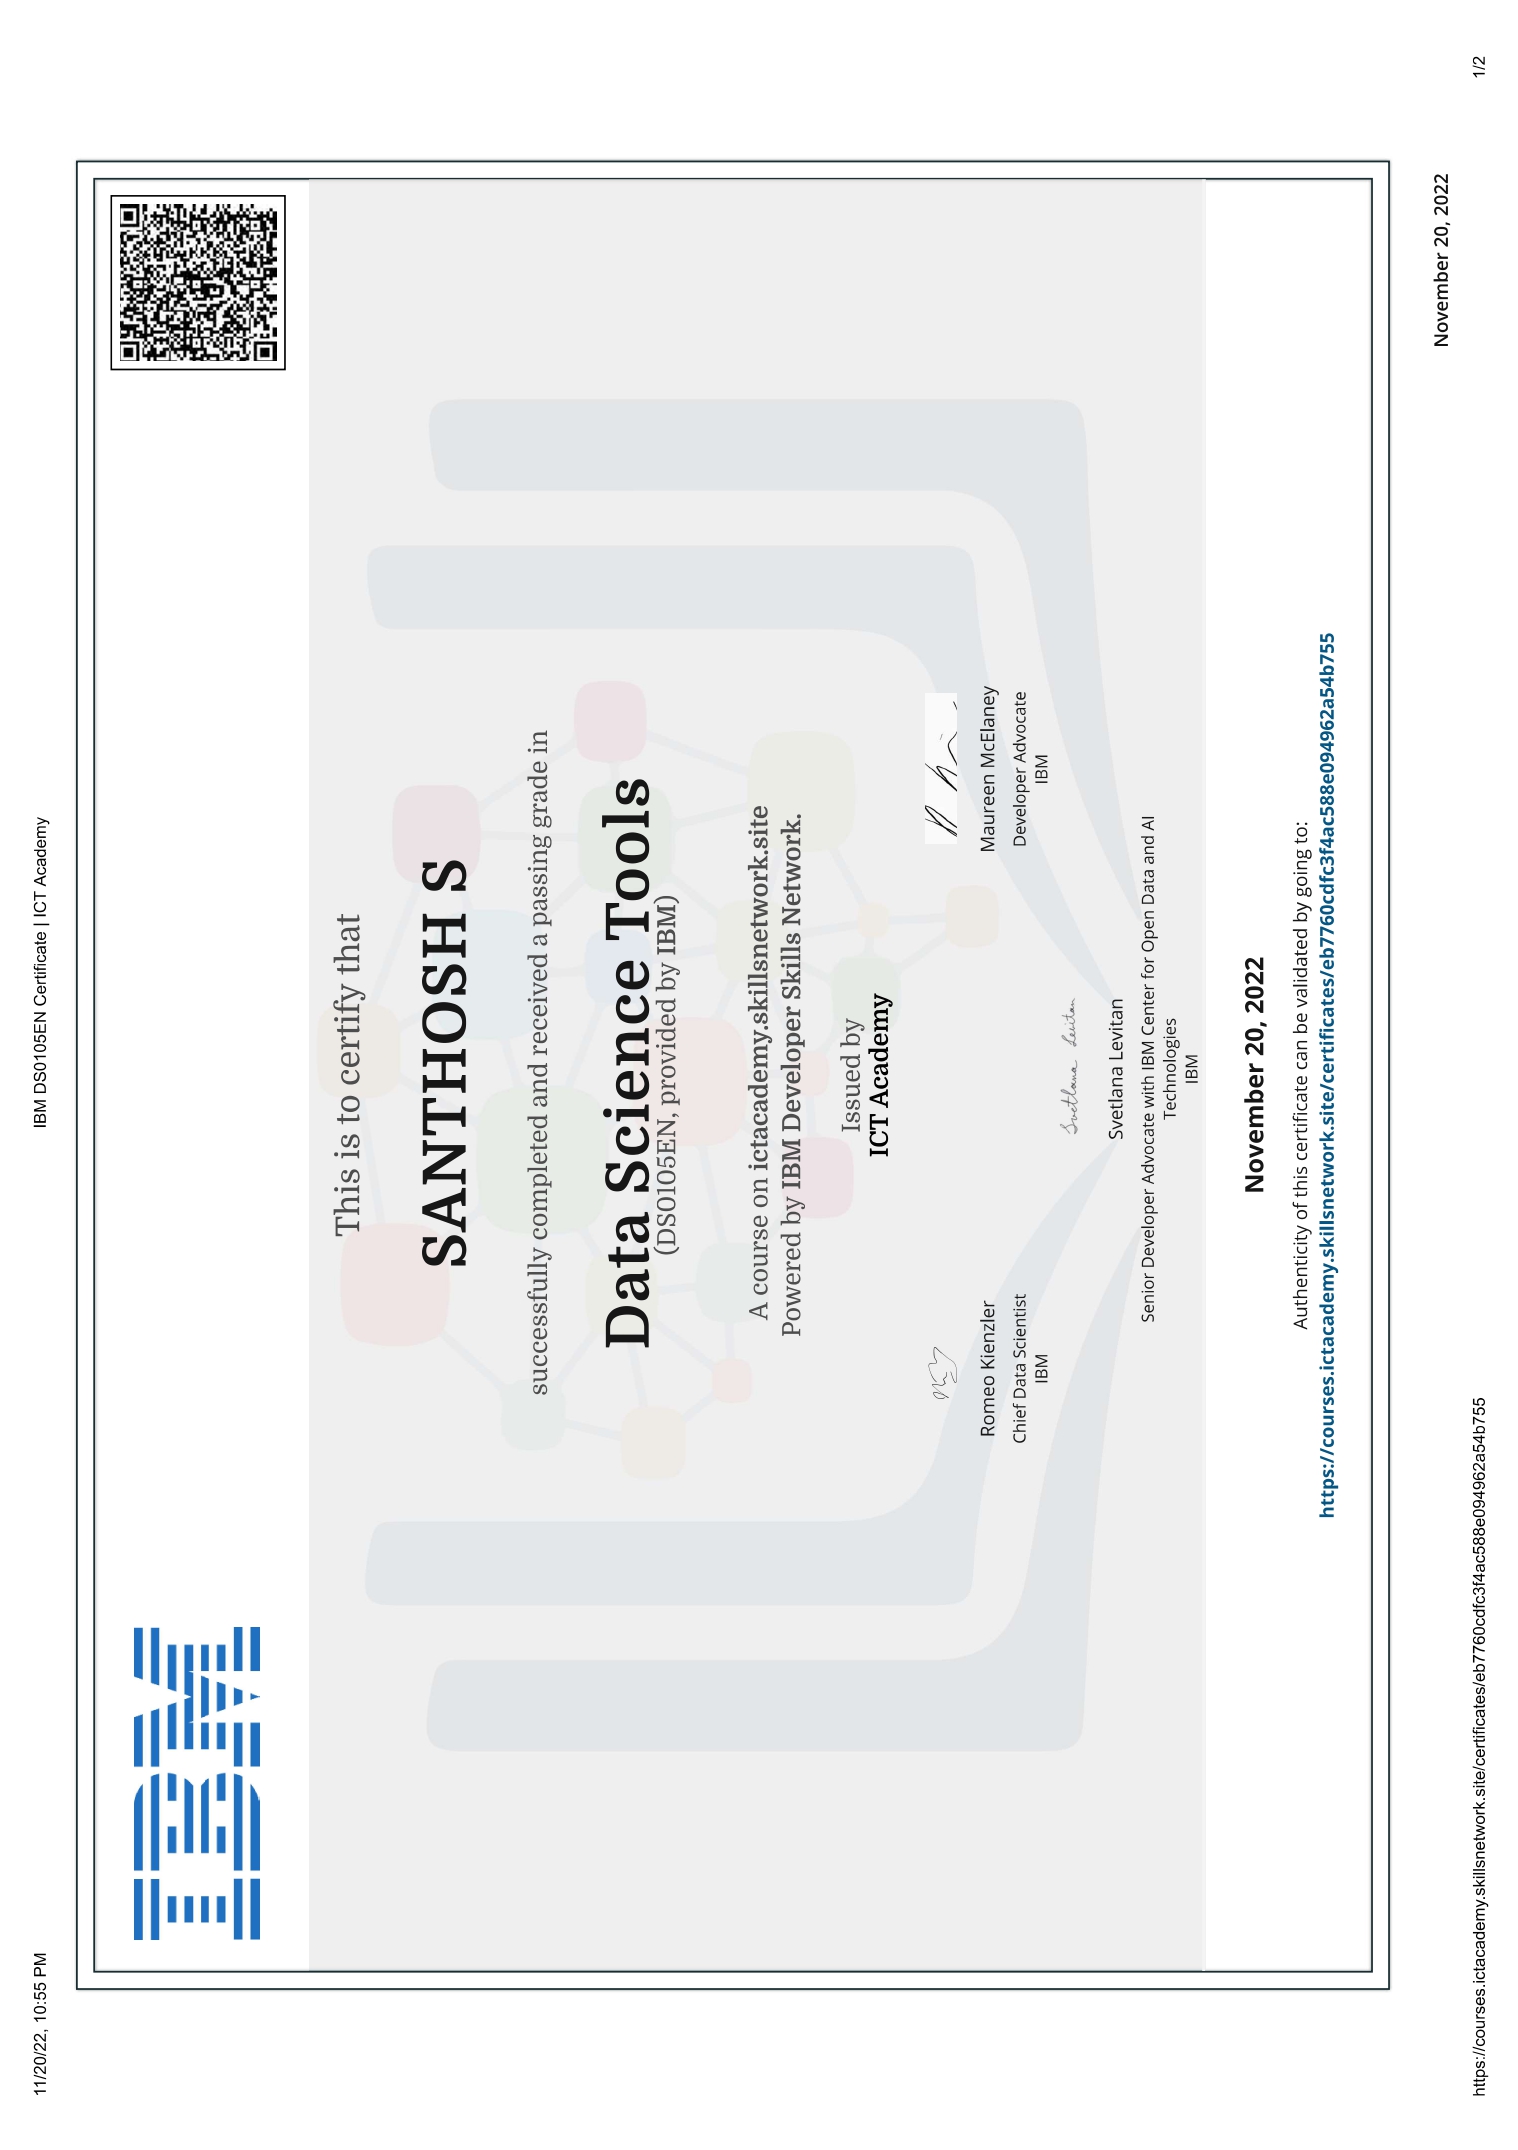 11/20/22, 10:55 PM
IBM DS0105EN Certificate | ICT Academy
IBM
This is to certify that
SANTHOSH S
successfully completed and received a passing grade in
Data Science Tools
(DS0105EN, provided by IBM)
A course on ictacademy.skillsnetwork.site
Powered by IBM Developer Skills Network.
Issued by
ICT Academy
Romeo Kienzler
Chief Data Scientist
IBM
Maureen McElaney
Developer Advocate
IBM
Svetlana Levitan
Svetlana Levitan
Senior Developer Advocate with IBM Center for Open Data and AI
Technologies
IBM
November 20, 2022
Authenticity of this certificate can be validated by going to:
https://courses.ictacademy.skillsnetwork.site/certificates/eb7760cdfc3f4ac588e094962a54b755
November 20, 2022
https://courses.ictacademy.skillsnetwork.site/certificates/eb7760cdfc3f4ac588e094962a54b755
1/2